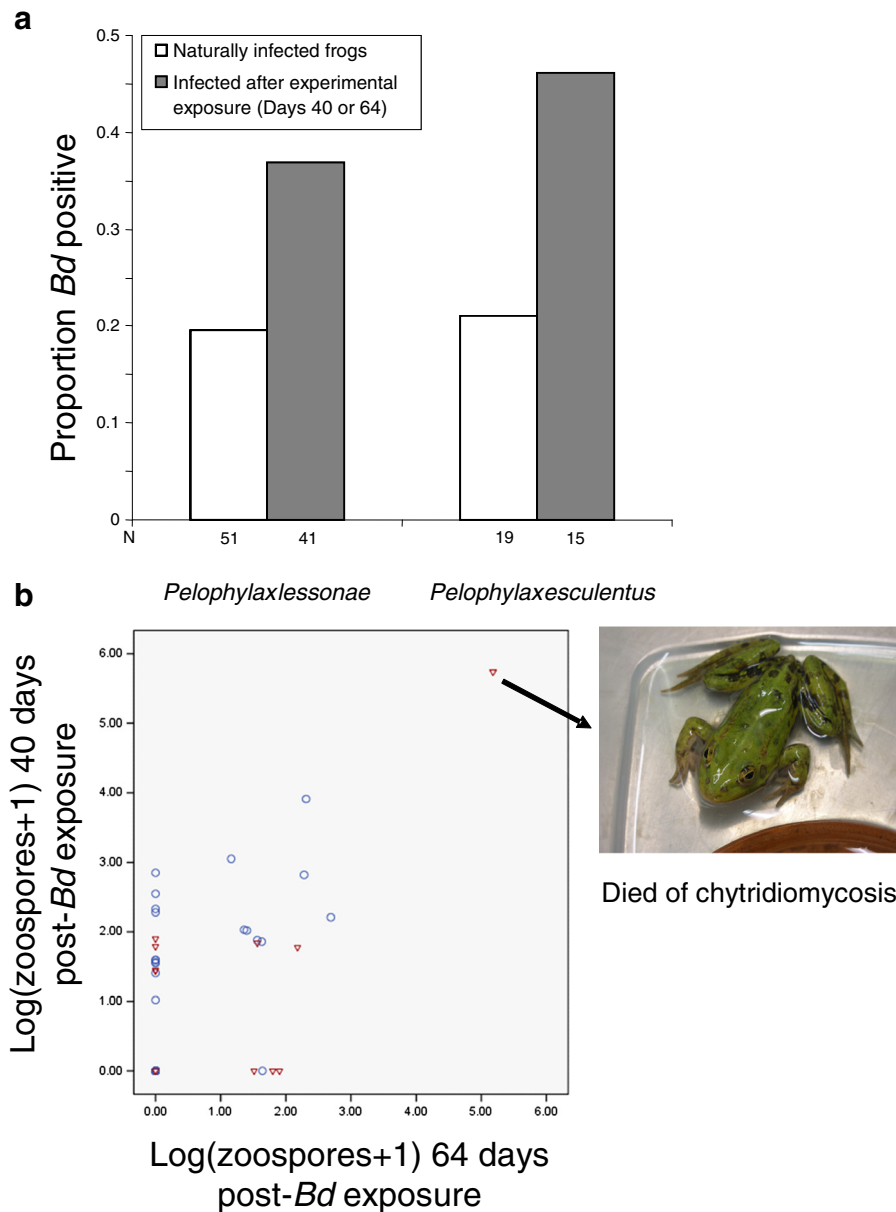 a
0.5
Naturally infected frogs
Infected after experimental
exposure (Days 40 or 64)
0.4
0.3
0.2
0.1
0
Proportion Bd positive
N 51 41 19 15
Pelophylaxlessonae Pelophylaxesculentus
b
6.00
5.00
4.00
3.00
2.00
1.00
0.00
Log(zoospores+1) 40 days
post-Bd exposure
0.00 1.00 2.00 3.00 4.00 5.00 6.00
Log(zoospores+1) 64 days
post-Bd exposure
Died of chytridiomycosis